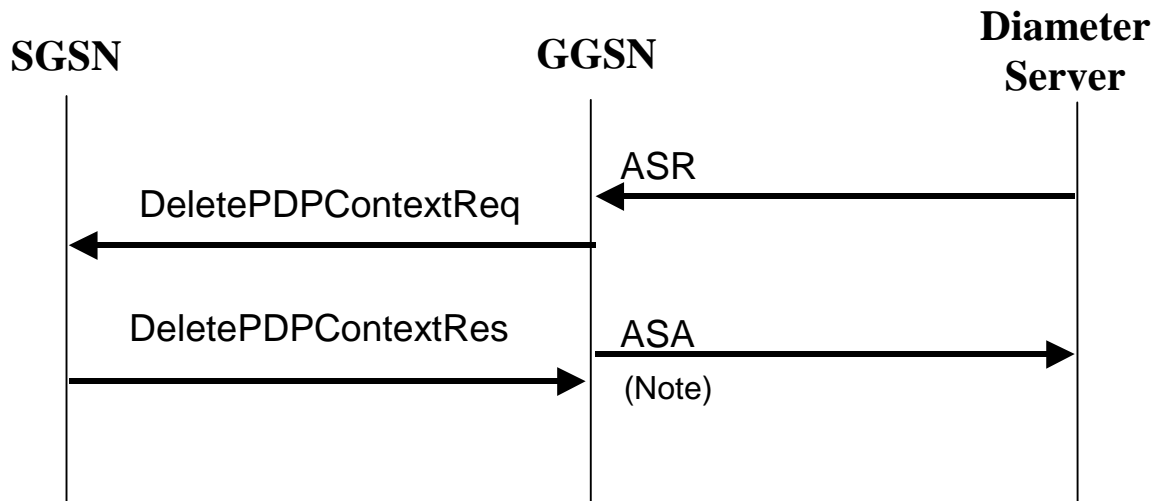 SGSN
GGSN
Diameter
Server
ASR
DeletePDPContextReq
DeletePDPContextRes
ASA
(Note)